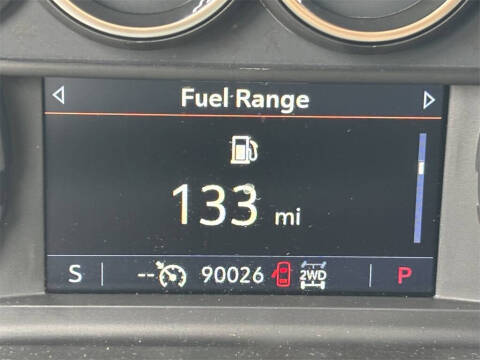 Fuel Range
133 mi
S -- 90026 2WD P